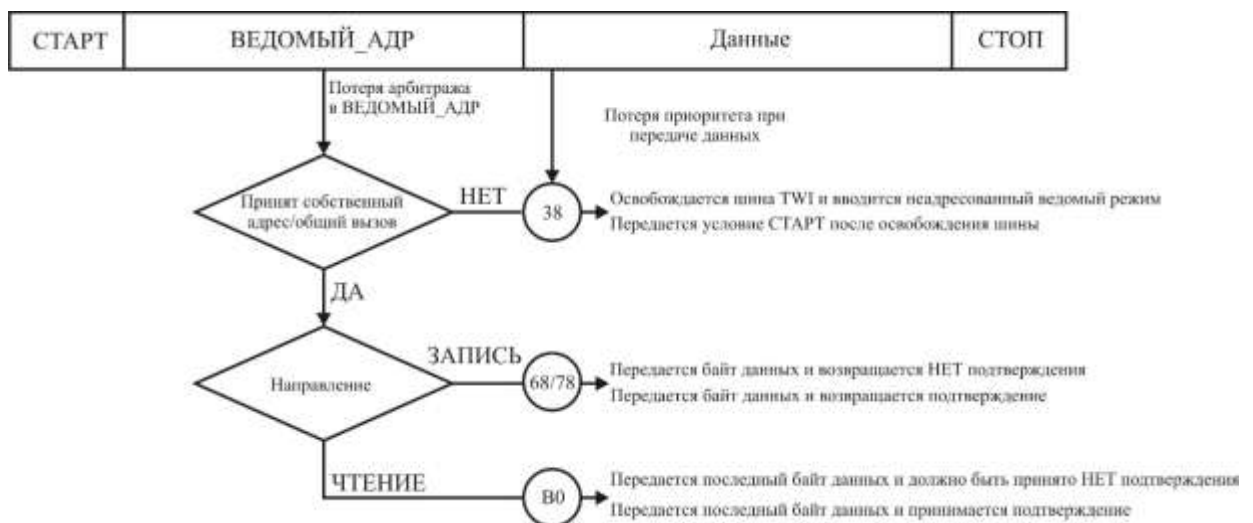 СТАРТ ВЕДОМЫЙ_АДР Данные СТОП
Потеря арбитража
в ВЕДОМЫЙ_АДР
Потеря приоритета при
передаче данных
Принят собственный
адрес/общий вызов
НЕТ
38
Освобождается шина TWI и вводится неадресованный ведомый режим
Передается условие СТАРТ после освобождения шины
ДА
Направление
ЗАПИСЬ
68/78
Передается байт данных и возвращается НЕТ подтверждения
Передается байт данных и возвращается подтверждение
ЧТЕНИЕ
B0
Передается последный байт данных и должно быть принято НЕТ подтверждения
Передается последный байт данных и принимается подтверждение